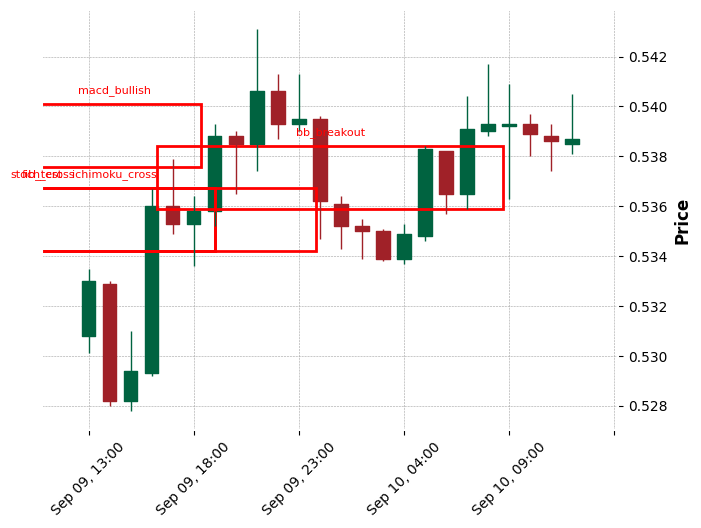 macd_bullish
bb_breakout
ichimoku_cross
0.542
0.540
0.538
0.536
0.534
0.532
0.530
0.528
Price
Sep 09, 13:00
Sep 09, 18:00
Sep 09, 23:00
Sep 10, 04:00
Sep 10, 09:00